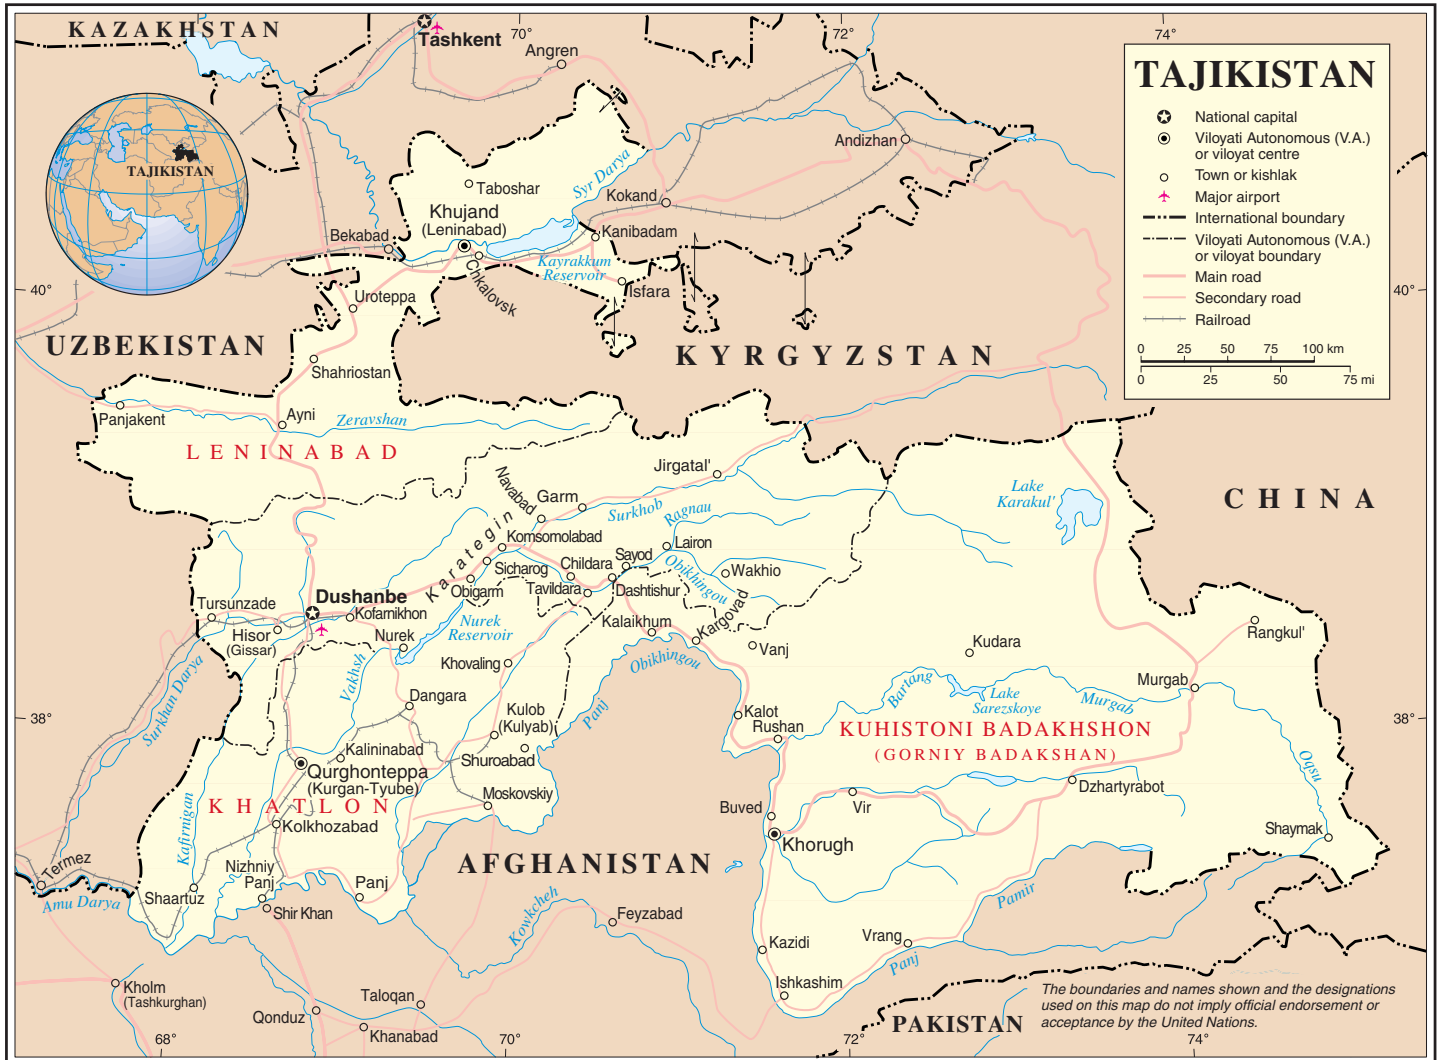 KAZAKHSTAN
Tashkent
70°
72°
74°
Angren
TAJIKISTAN
National capital
Viloyati Autonomous (V.A.)
or viloyat centre
Town or kishlak
Major airport
International boundary
Viloyati Autonomous (V.A.)
or viloyat boundary
Main road
Secondary road
Railroad
0 25 50 75 100 km
0 25 50 75 mi
TAJIKISTAN
Andizhan
Syr Darya
Taboshar
Kokand
Khujand
(Leninabad)
Bekabad
Kanibadam
Kayrakkum
Reservoir
Chkalovsk
Isfara
40°
40°
Uroteppa
UZBEKISTAN
KYRGYZSTAN
Shahriostan
Panjakent
Ayni
Zeravshan
LENINABAD
Jirgatal'
Navabad
Garm
Surkhob
Ragnau
Lake
Karakul'
CHINA
Karategin
Komsomolabad
Lairon
Sayod
Childara
Sicharog
Obikhingou
Wakhio
Obigarm
Tavildara
Dashtishur
Dushanbe
Tursunzade
Kofarnikhon
Nurek
Reservoir
Kalaikhum
Kargovad
Rangkul'
Hisor
(Gissar)
Nurek
Vanj
Kudara
Khovaling
Obikhingou
Vakhsh
Surkhan Darya
Bartang
Lake
Sarezskoye
Murgab
Murgab
Dangara
Panj
Kulob
(Kulyab)
Kalot
Rushan
38°
38°
KUHISTONI BADAKHSHON
(GORNIY BADAKSHAN)
Kalininabad
Shuroabad
Oqsu
Qurghonteppa
(Kurgan-Tyube)
Dzhartyrabot
KHATLON
Moskovskiy
Buved
Vir
Kafirnigan
Kolkhozabad
Khorugh
Shaymak
AFGHANISTAN
Termez
Nizhniy
Panj
Panj
Amu Darya
Shaartuz
Shir Khan
Pamir
Kowkcheh
Feyzabad
Kazidi
Vrang
Panj
Kholm
(Tashkurghan)
Ishkashim
Taloqan
Qonduz
Khanabad
PAKISTAN
The boundaries and names shown and the designations
used on this map do not imply official endorsement or
acceptance by the United Nations.
68°
70°
72°
74°